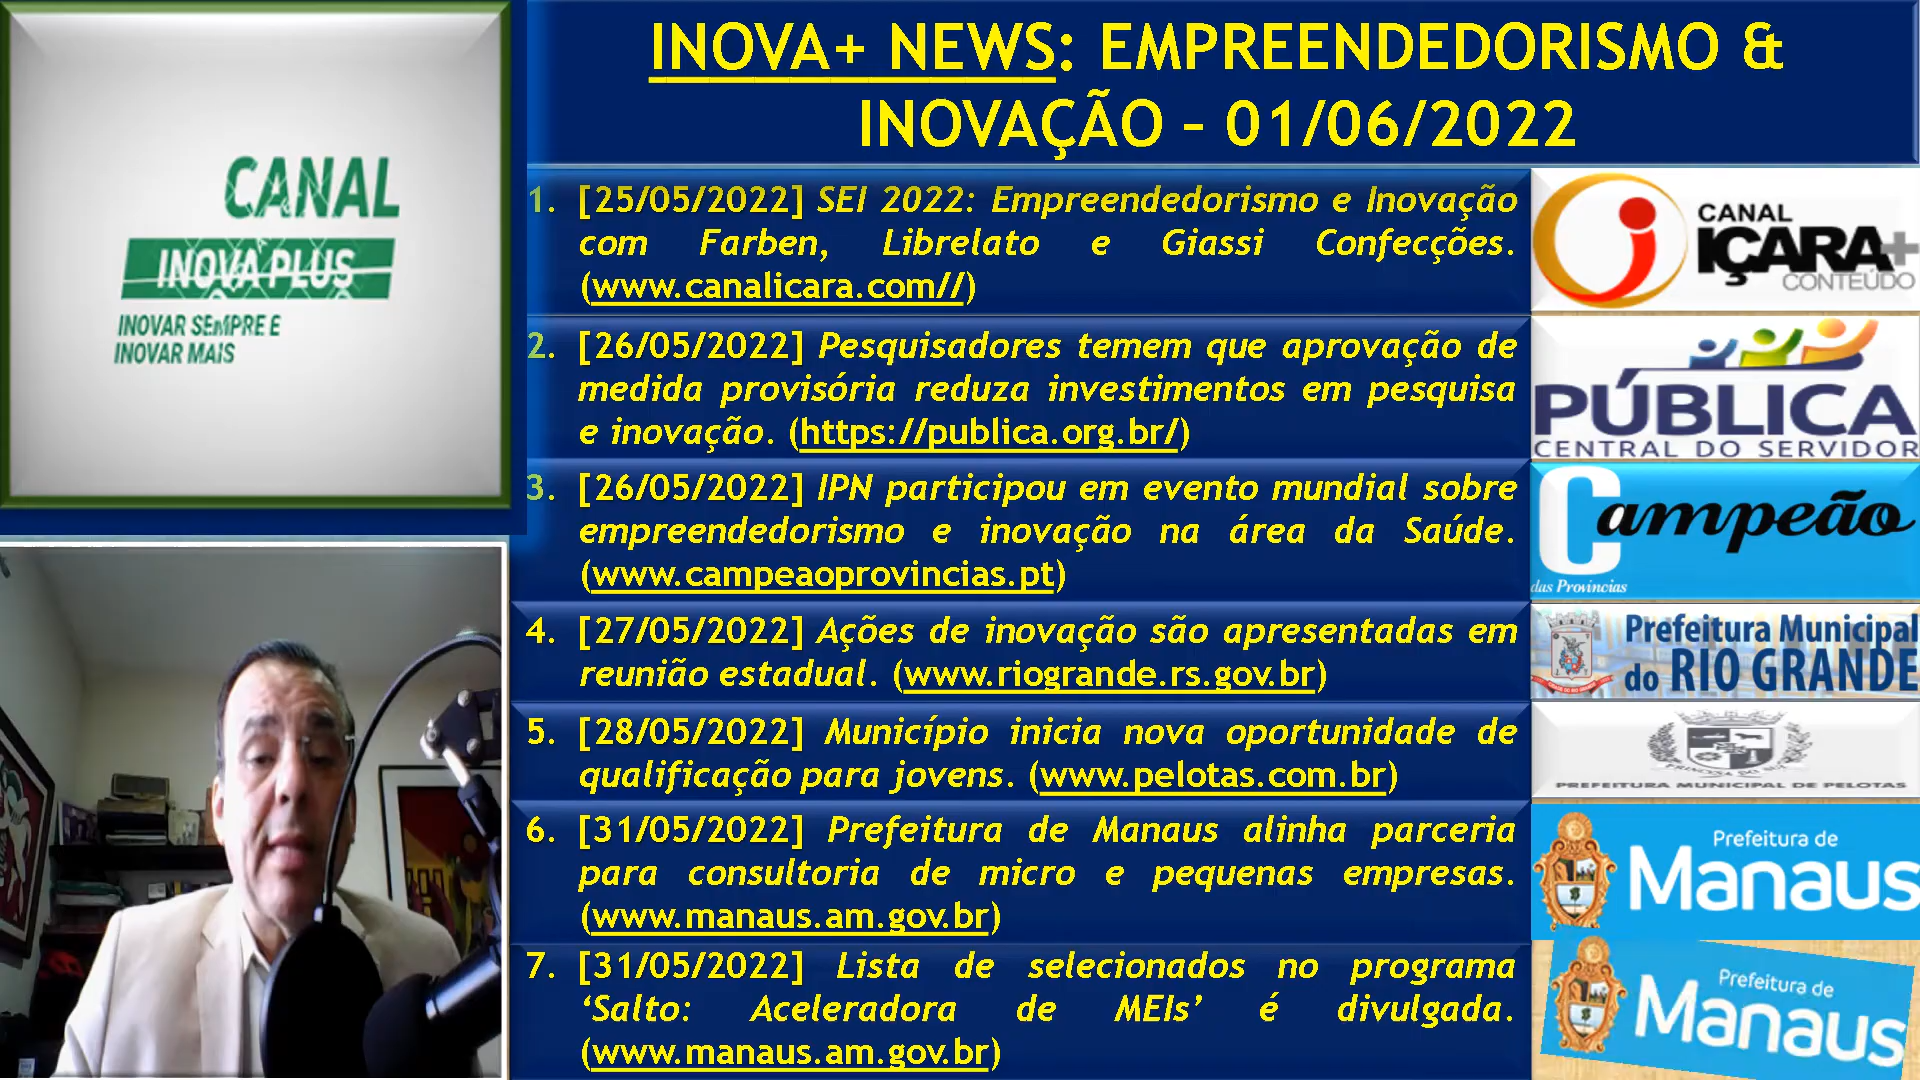 INOVA+ NEWS: EMPREENDEDORISMO &
INOVAÇÃO – 01/06/2022
CANAL
INOVA PLUS
INOVAR SEMPRE E
INOVAR MAIS
1. [25/05/2022] SEI 2022: Empreendedorismo e Inovação
com Farben, Librelato e Giassi Confecções.
(www.canalicara.com//)
CANAL
IÇARA+
CONTEÚDO
2. [26/05/2022] Pesquisadores temem que aprovação de
medida provisória reduza investimentos em pesquisa
e inovação. (https://publica.org.br/)
PÚBLICA
CENTRAL DO SERVIDOR
3. [26/05/2022] IPN participou em evento mundial sobre
empreendedorismo e inovação na área da Saúde.
(www.campeaoprovincias.pt)
Campeão
das Províncias
4. [27/05/2022] Ações de inovação são apresentadas em
reunião estadual. (www.riogrande.rs.gov.br)
Prefeitura Municipal
do RIO GRANDE
5. [28/05/2022] Município inicia nova oportunidade de
qualificação para jovens. (www.pelotas.com.br)
PREFEITURA MUNICIPAL DE PELOTAS
6. [31/05/2022] Prefeitura de Manaus alinha parceria
para consultoria de micro e pequenas empresas.
(www.manaus.am.gov.br)
Prefeitura de
Manaus
7. [31/05/2022] Lista de selecionados no programa
‘Salto: Aceleradora de MEIs’ é divulgada.
(www.manaus.am.gov.br)
Prefeitura de
Manaus